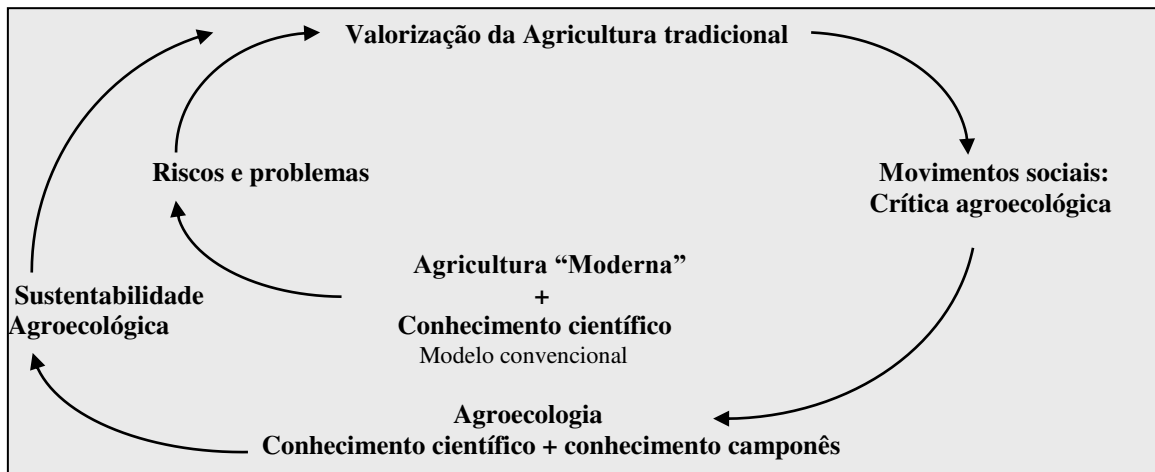 Valorização da Agricultura tradicional
Riscos e problemas
Movimentos sociais:
Crítica agroecológica
Agricultura “Moderna”
+
Conhecimento científico
Modelo convencional
Sustentabilidade
Agroecológica
Agroecologia
Conhecimento científico + conhecimento camponês